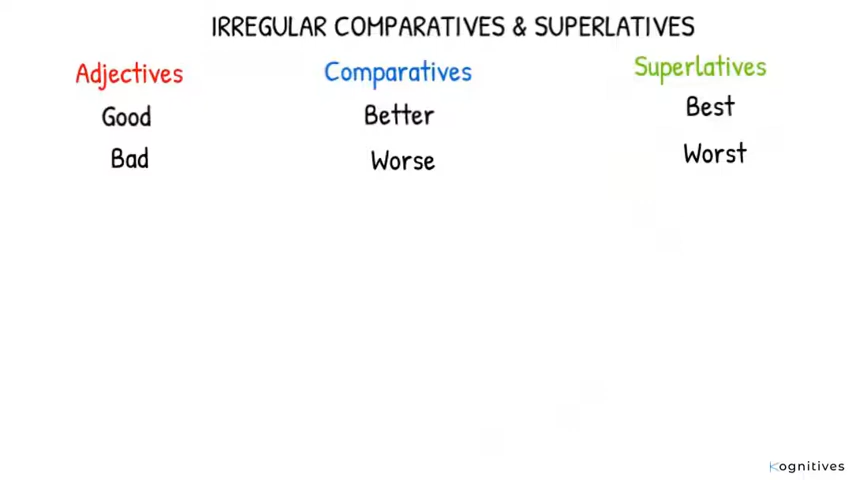 IRREGULAR COMPARATIVES & SUPERLATIVES
Adjectives Comparatives Superlatives
Good Better Best
Bad Worse Worst
Kognitives